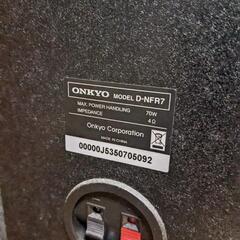 ONKYO MODEL D-NFR7
MAX. POWER HANDLING 70W
IMPEDANCE 4Ω
Onkyo Corporation
MADE IN CHINA
00000J5350705092